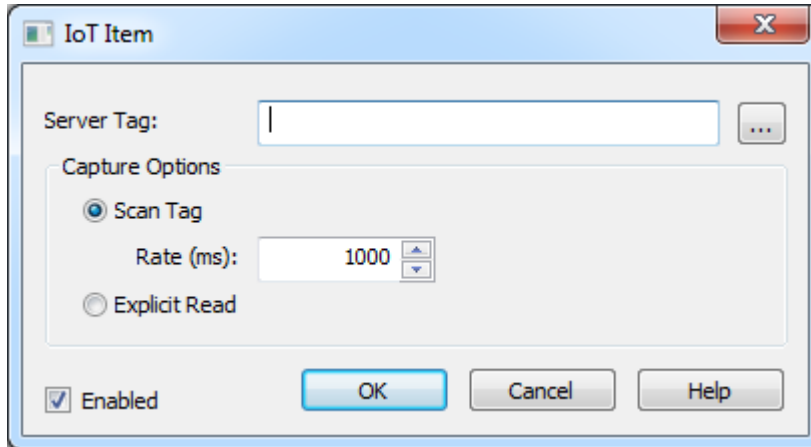 IoT Item
Server Tag:
...
Capture Options
Scan Tag
Rate (ms): 1000
Explicit Read
Enabled OK Cancel Help